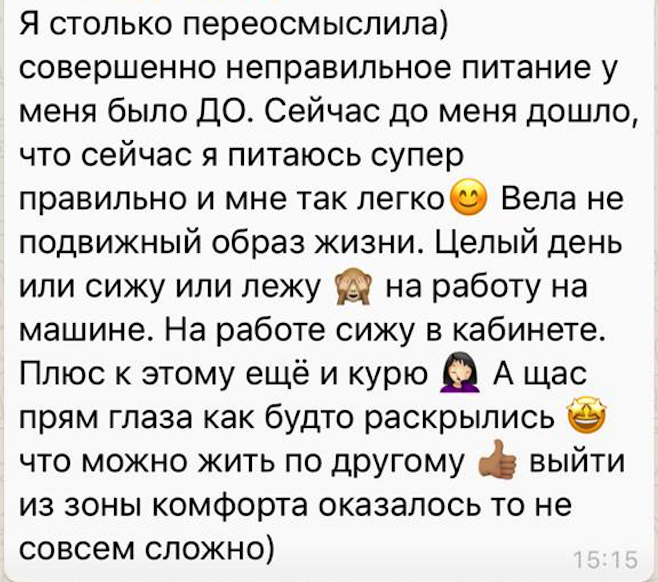 Я столько переосмыслила)
совершенно неправильное питание у
меня было ДО. Сейчас до меня дошло,
что сейчас я питаюсь супер
правильно и мне так легко😊 Вела не
подвижный образ жизни. Целый день
или сижу или лежу 🙈 на работу на
машине. На работе сижу в кабинете.
Плюс к этому ещё и курю 🤦🏻‍♀️ А щас
прям глаза как будто раскрылись 🤩
что можно жить по другому 👍🏾 выйти
из зоны комфорта оказалось то не
совсем сложно)
15:15